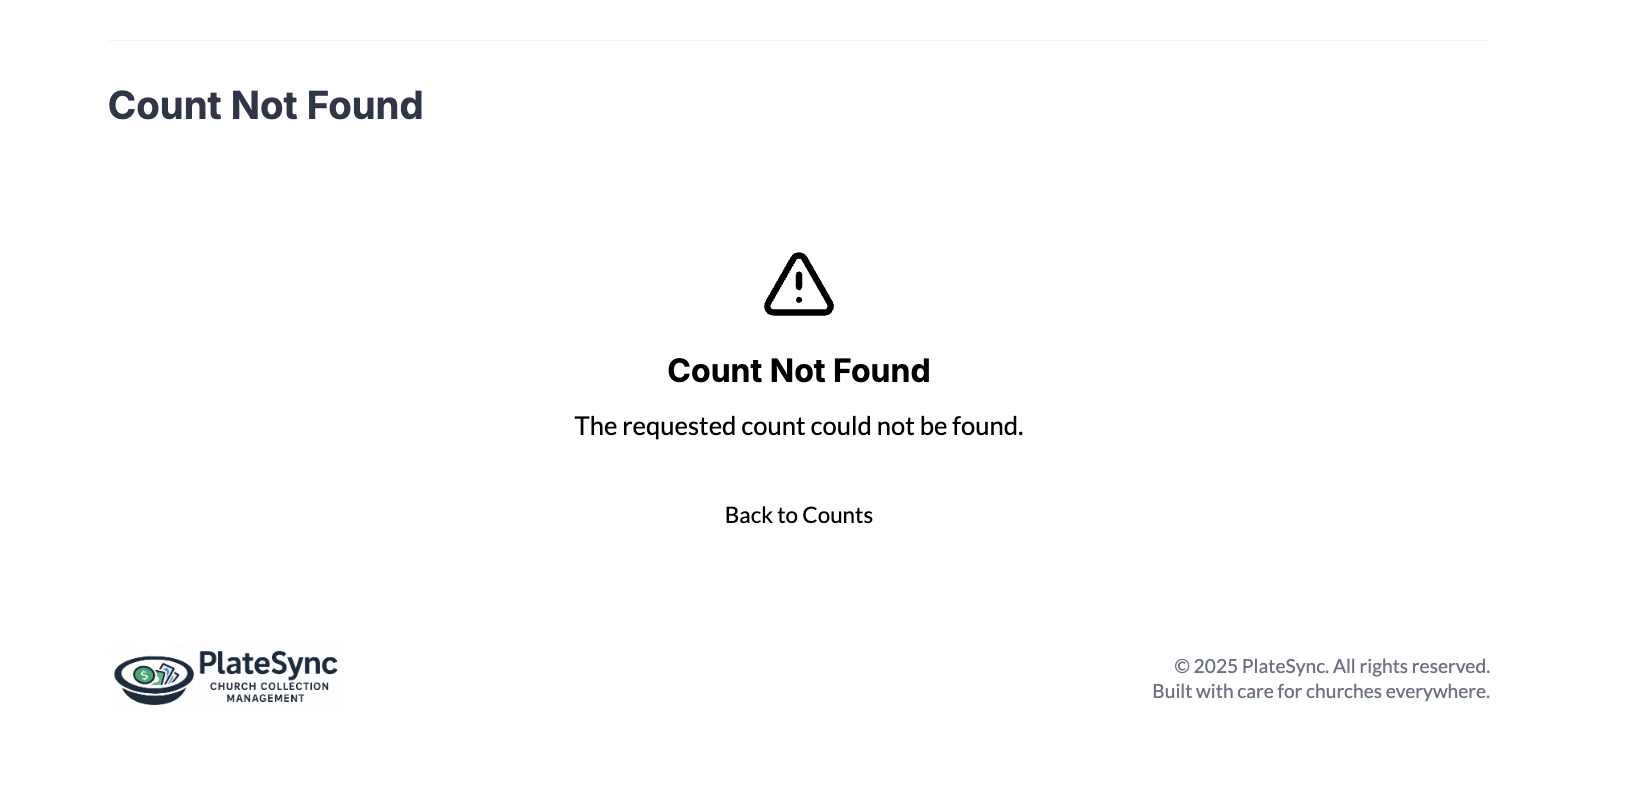 Count Not Found
Count Not Found
The requested count could not be found.
Back to Counts
PlateSync
CHURCH COLLECTION
MANAGEMENT
© 2025 PlateSync. All rights reserved.
Built with care for churches everywhere.